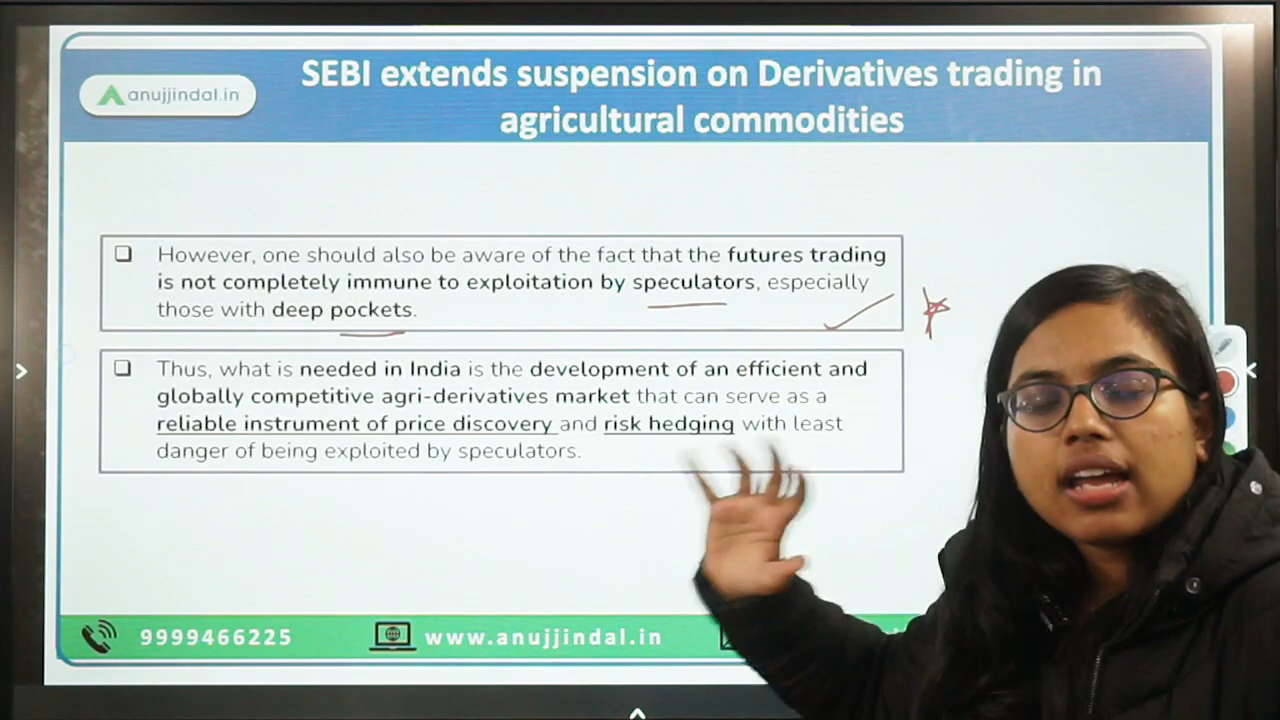 SEBI extends suspension on Derivatives trading in
agricultural commodities
anujjindal.in
However, one should also be aware of the fact that the futures trading
is not completely immune to exploitation by speculators, especially
those with deep pockets.
Thus, what is needed in India is the development of an efficient and
globally competitive agri-derivatives market that can serve as a
reliable instrument of price discovery and risk hedging with least
danger of being exploited by speculators.
9999466225
www.anujjindal.in